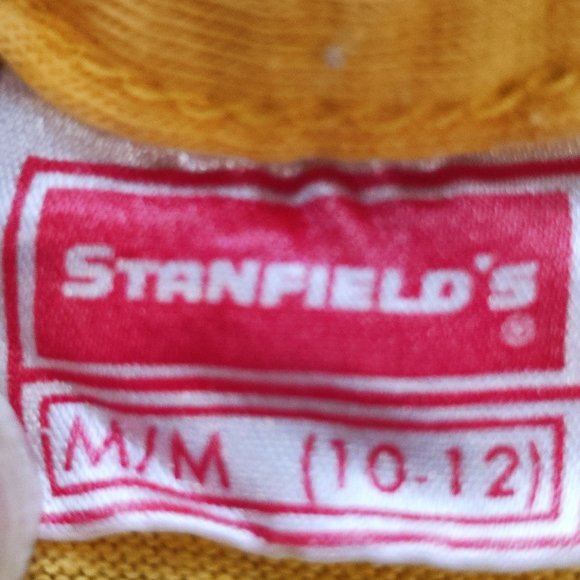 STANFIELD'S
®
M/M (10-12)